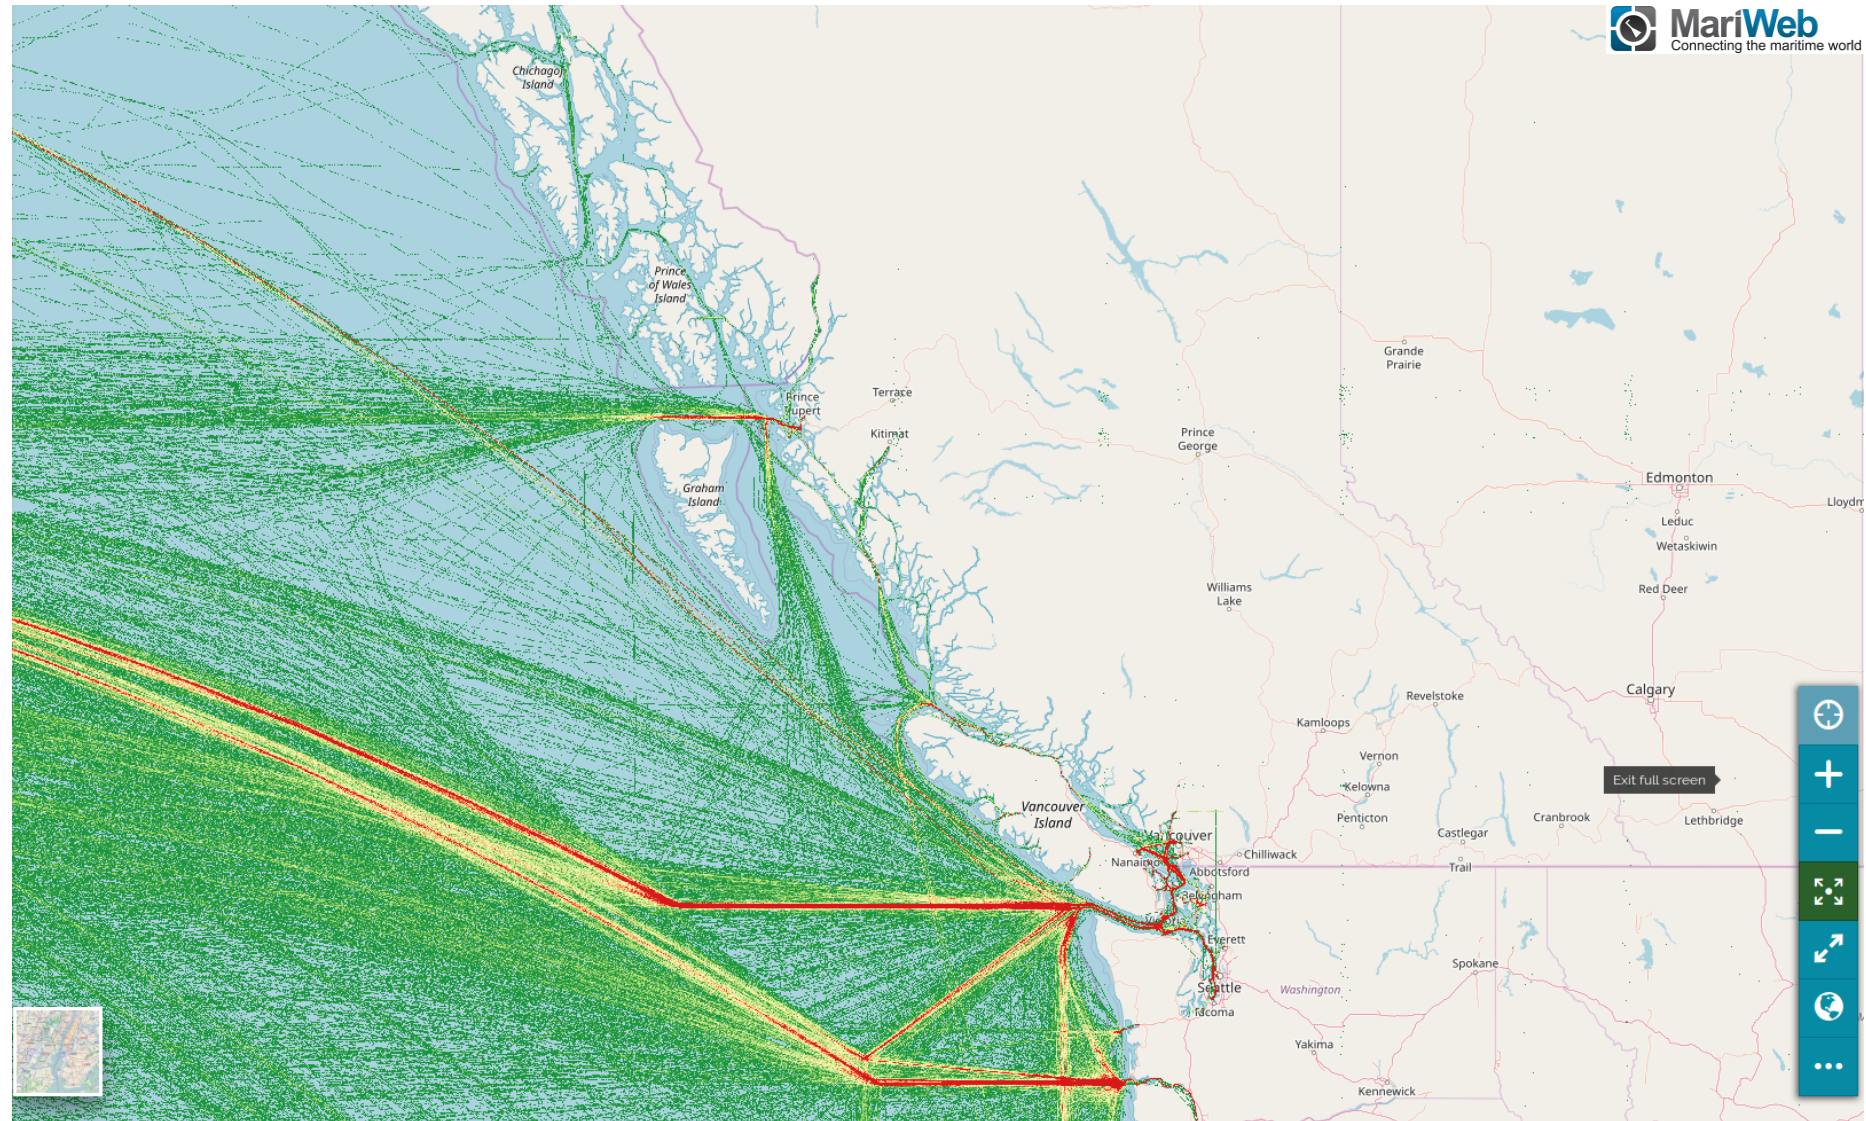 MariWeb
Connecting the maritime world
Chichagof
Island
Prince
of Wales
Island
Grande
Prairie
Prince
Rupert
Terrace
Kitimat
Prince
George
Edmonton
Graham
Island
Leduc
Wetaskiwin
Williams
Lake
Red Deer
Calgary
Revelstoke
Kamloops
Vernon
Exit full screen
Kelowna
Vancouver
Island
Penticton
Cranbrook
Lethbridge
Castlegar
Vancouver
Nanaimo
Chilliwack
Trail
Abbotsford
Bellingham
Everett
Spokane
Seattle
Washington
Tacoma
Yakima
Kennewick